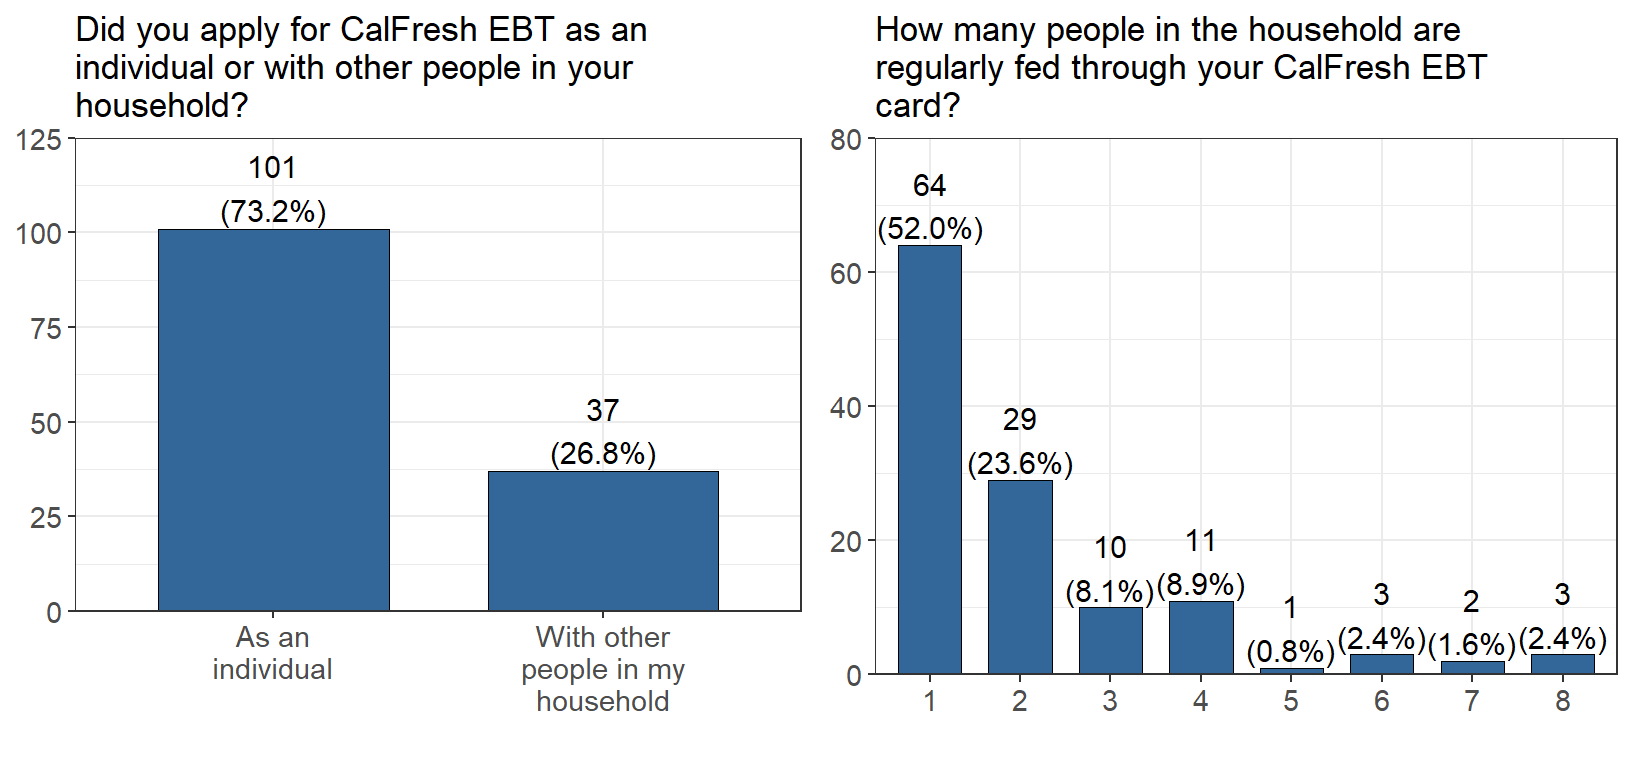 Did you apply for CalFresh EBT as an
individual or with other people in your
household?
125
100
75
50
25
0
101
(73.2%)
37
(26.8%)
As an
individual
With other
people in my
household
How many people in the household are
regularly fed through your CalFresh EBT
card?
80
60
40
20
0
64
(52.0%)
29
(23.6%)
10
(8.1%)
11
(8.9%)
1
(0.8%)
3
(2.4%)
2
(1.6%)
3
(2.4%)
1 2 3 4 5 6 7 8